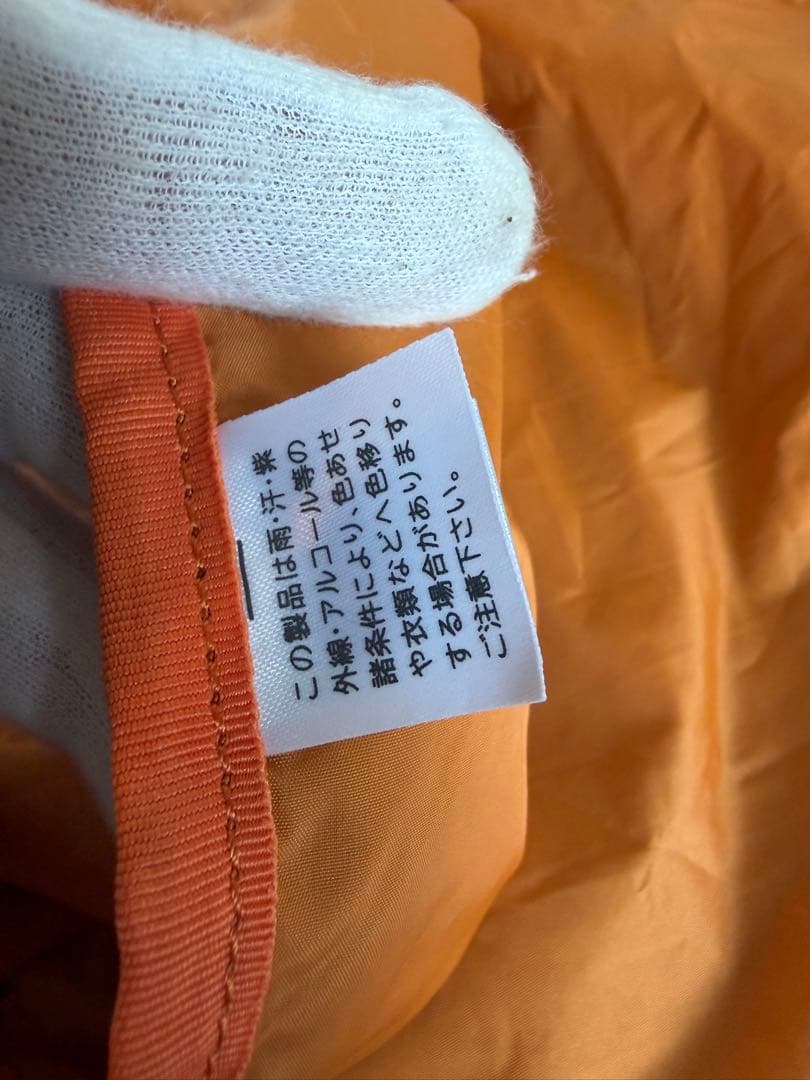 この製品は雨・汗・紫
外線・アルコール等の
諸条件により、色あせ
や衣類などへ色移り
する場合があります。
ご注意下さい。